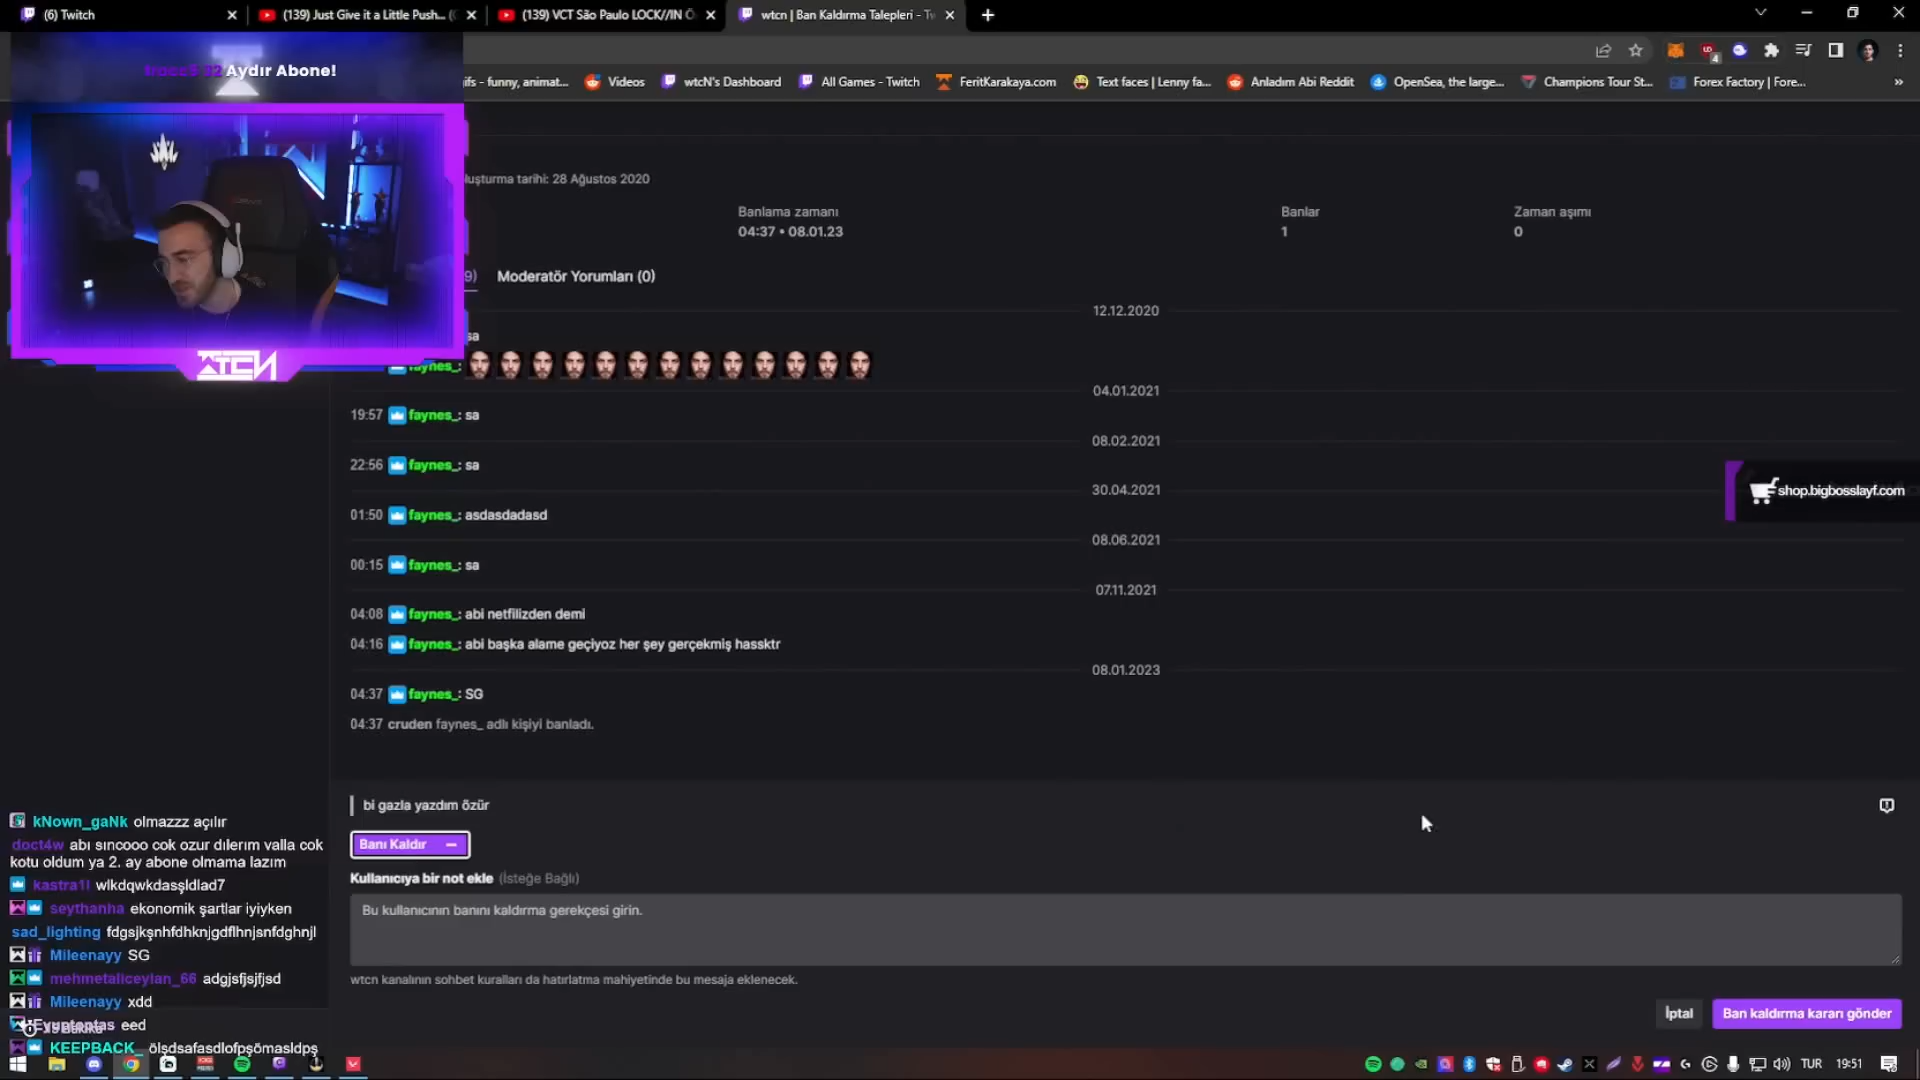 (6) Twitch
(139) Just Give it a Little Push...
(139) VCT São Paulo LOCK//IN Ö
wtcn | Ban Kaldırma Talepleri - Tw
Aydır Abone!
ifs - funny, animat...
Videos
wtcN's Dashboard
All Games - Twitch
FeritKarakaya.com
Text faces | Lenny fa...
Anladım Abi Reddit
OpenSea, the large...
Champions Tour St...
Forex Factory | Fore...
»
luşturma tarihi: 28 Ağustos 2020
Banlama zamanı
Banlar
Zaman aşımı
04:37 • 08.01.23
1
0
9)
Moderatör Yorumları (0)
12.12.2020
sa
WTCN
faynes_:
04.01.2021
19:57 faynes_: sa
08.02.2021
22:56 faynes_: sa
30.04.2021
shop.bigbosslayf.com
01:50 faynes_: asdasdadasd
08.06.2021
00:15 faynes_: sa
07.11.2021
04:08 faynes_: abi netfilizden demi
04:16 faynes_: abi başka alame geçiyoz her şey gerçekmiş hassktr
08.01.2023
04:37 faynes_: SG
04:37 cruden faynes_ adlı kişiyi banladı.
bi gazla yazdım özür
Banı Kaldır
Kullanıcıya bir not ekle (İsteğe Bağlı)
Bu kullanıcının banını kaldırma gerekçesi girin.
wtcn kanalının sohbet kuralları da hatırlatma mahiyetinde bu mesaja eklenecek.
İptal
Ban kaldırma kararı gönder
kNown_gaNk olmazzz açılır
doct4w abı sıncooo cok ozur dılerım valla cok
kotu oldum ya 2. ay abone olmama lazım
kastra1l wlkdqwkdasşldlad7
seythanha ekonomik şartlar iyiyken
sad_lighting fdgsjkşnhfdhknjgdflhnjsnfdghnjl
Mileenayy SG
mehmetaliceylan_66 adgjsfjsjfjsd
Mileenayy xdd
eed
KEEPBACK_ ölşdsafasdlofpşömasldpş
TUR
19:51